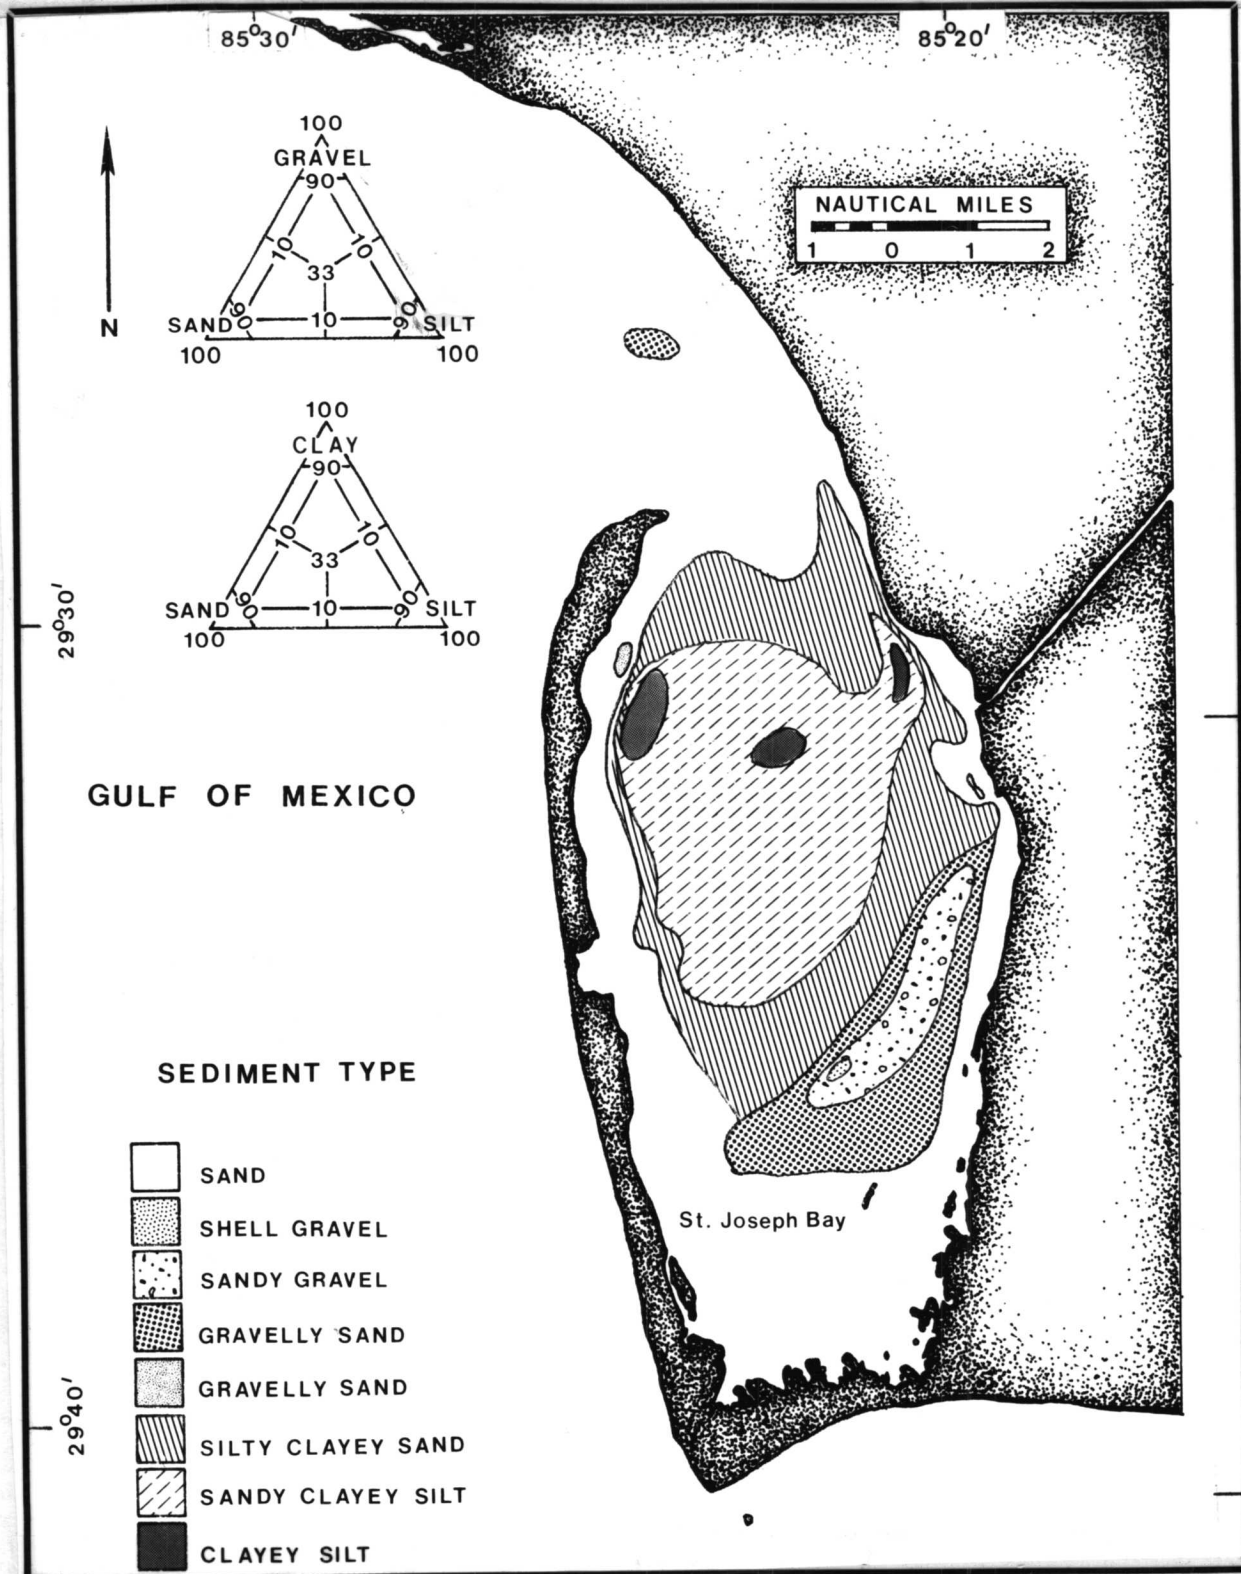 85°30′
85°20′
100
GRAVEL
90
10
10
33
SAND
90
10
90
SILT
100
100
N
NAUTICAL MILES
1 0 1 2
100
CLAY
90
10
10
33
SAND
90
10
90
SILT
100
100
29°30′
GULF OF MEXICO
SEDIMENT TYPE
SAND
SHELL GRAVEL
SANDY GRAVEL
GRAVELLY SAND
GRAVELLY SAND
SILTY CLAYEY SAND
SANDY CLAYEY SILT
CLAYEY SILT
St. Joseph Bay
29°40′